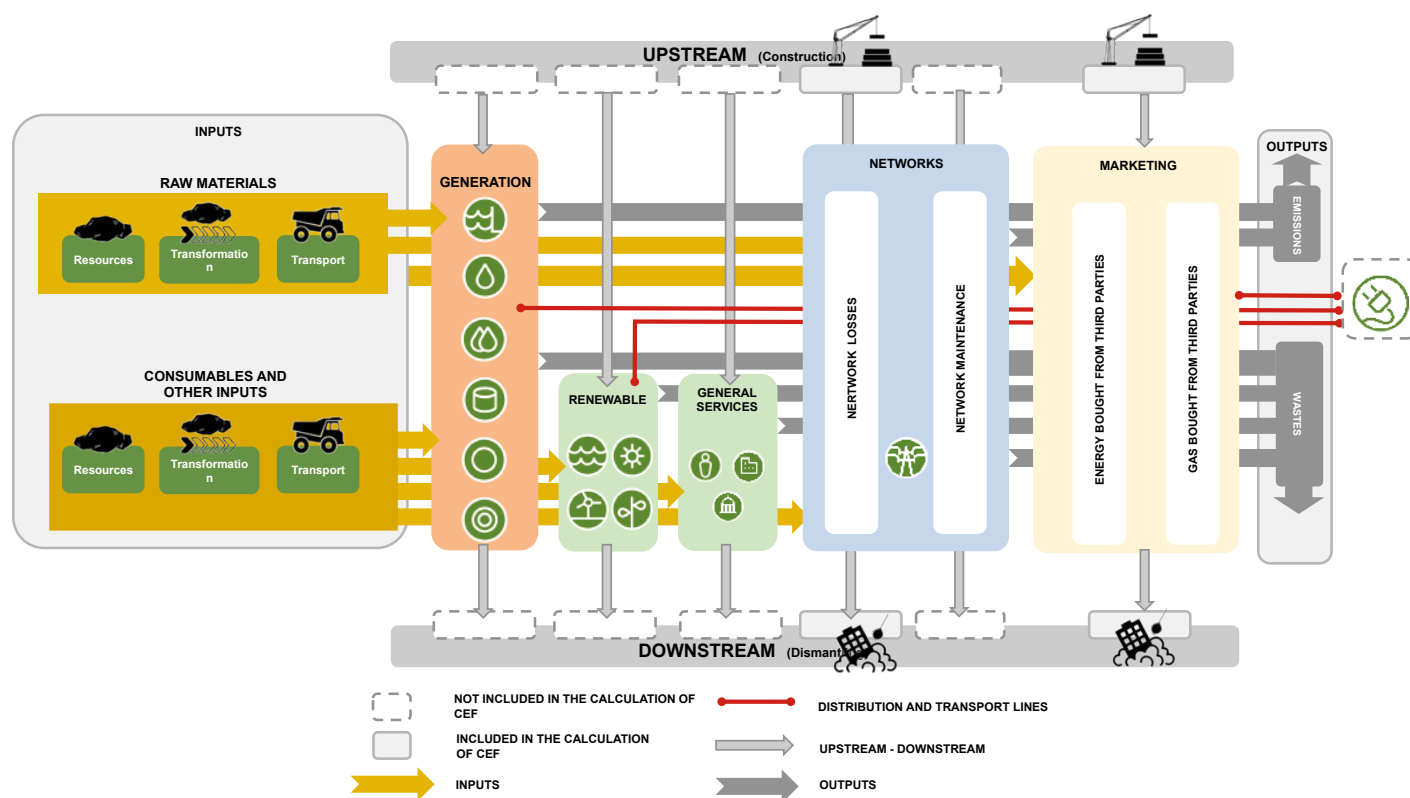 UPSTREAM (Construction)
INPUTS
RAW MATERIALS
Resources
Transformatio
n
Transport
CONSUMABLES AND
OTHER INPUTS
Resources
Transformatio
n
Transport
GENERATION
RENEWABLE
GENERAL
SERVICES
NETWORKS
NERTWORK LOSSES
NETWORK MAINTENANCE
MARKETING
ENERGY BOUGHT FROM THIRD PARTIES
GAS BOUGHT FROM THIRD PARTIES
OUTPUTS
EMISSIONS
WASTES
DOWNSTREAM (Dismantling)
NOT INCLUDED IN THE CALCULATION OF
CEF
DISTRIBUTION AND TRANSPORT LINES
INCLUDED IN THE CALCULATION
OF CEF
UPSTREAM - DOWNSTREAM
INPUTS
OUTPUTS